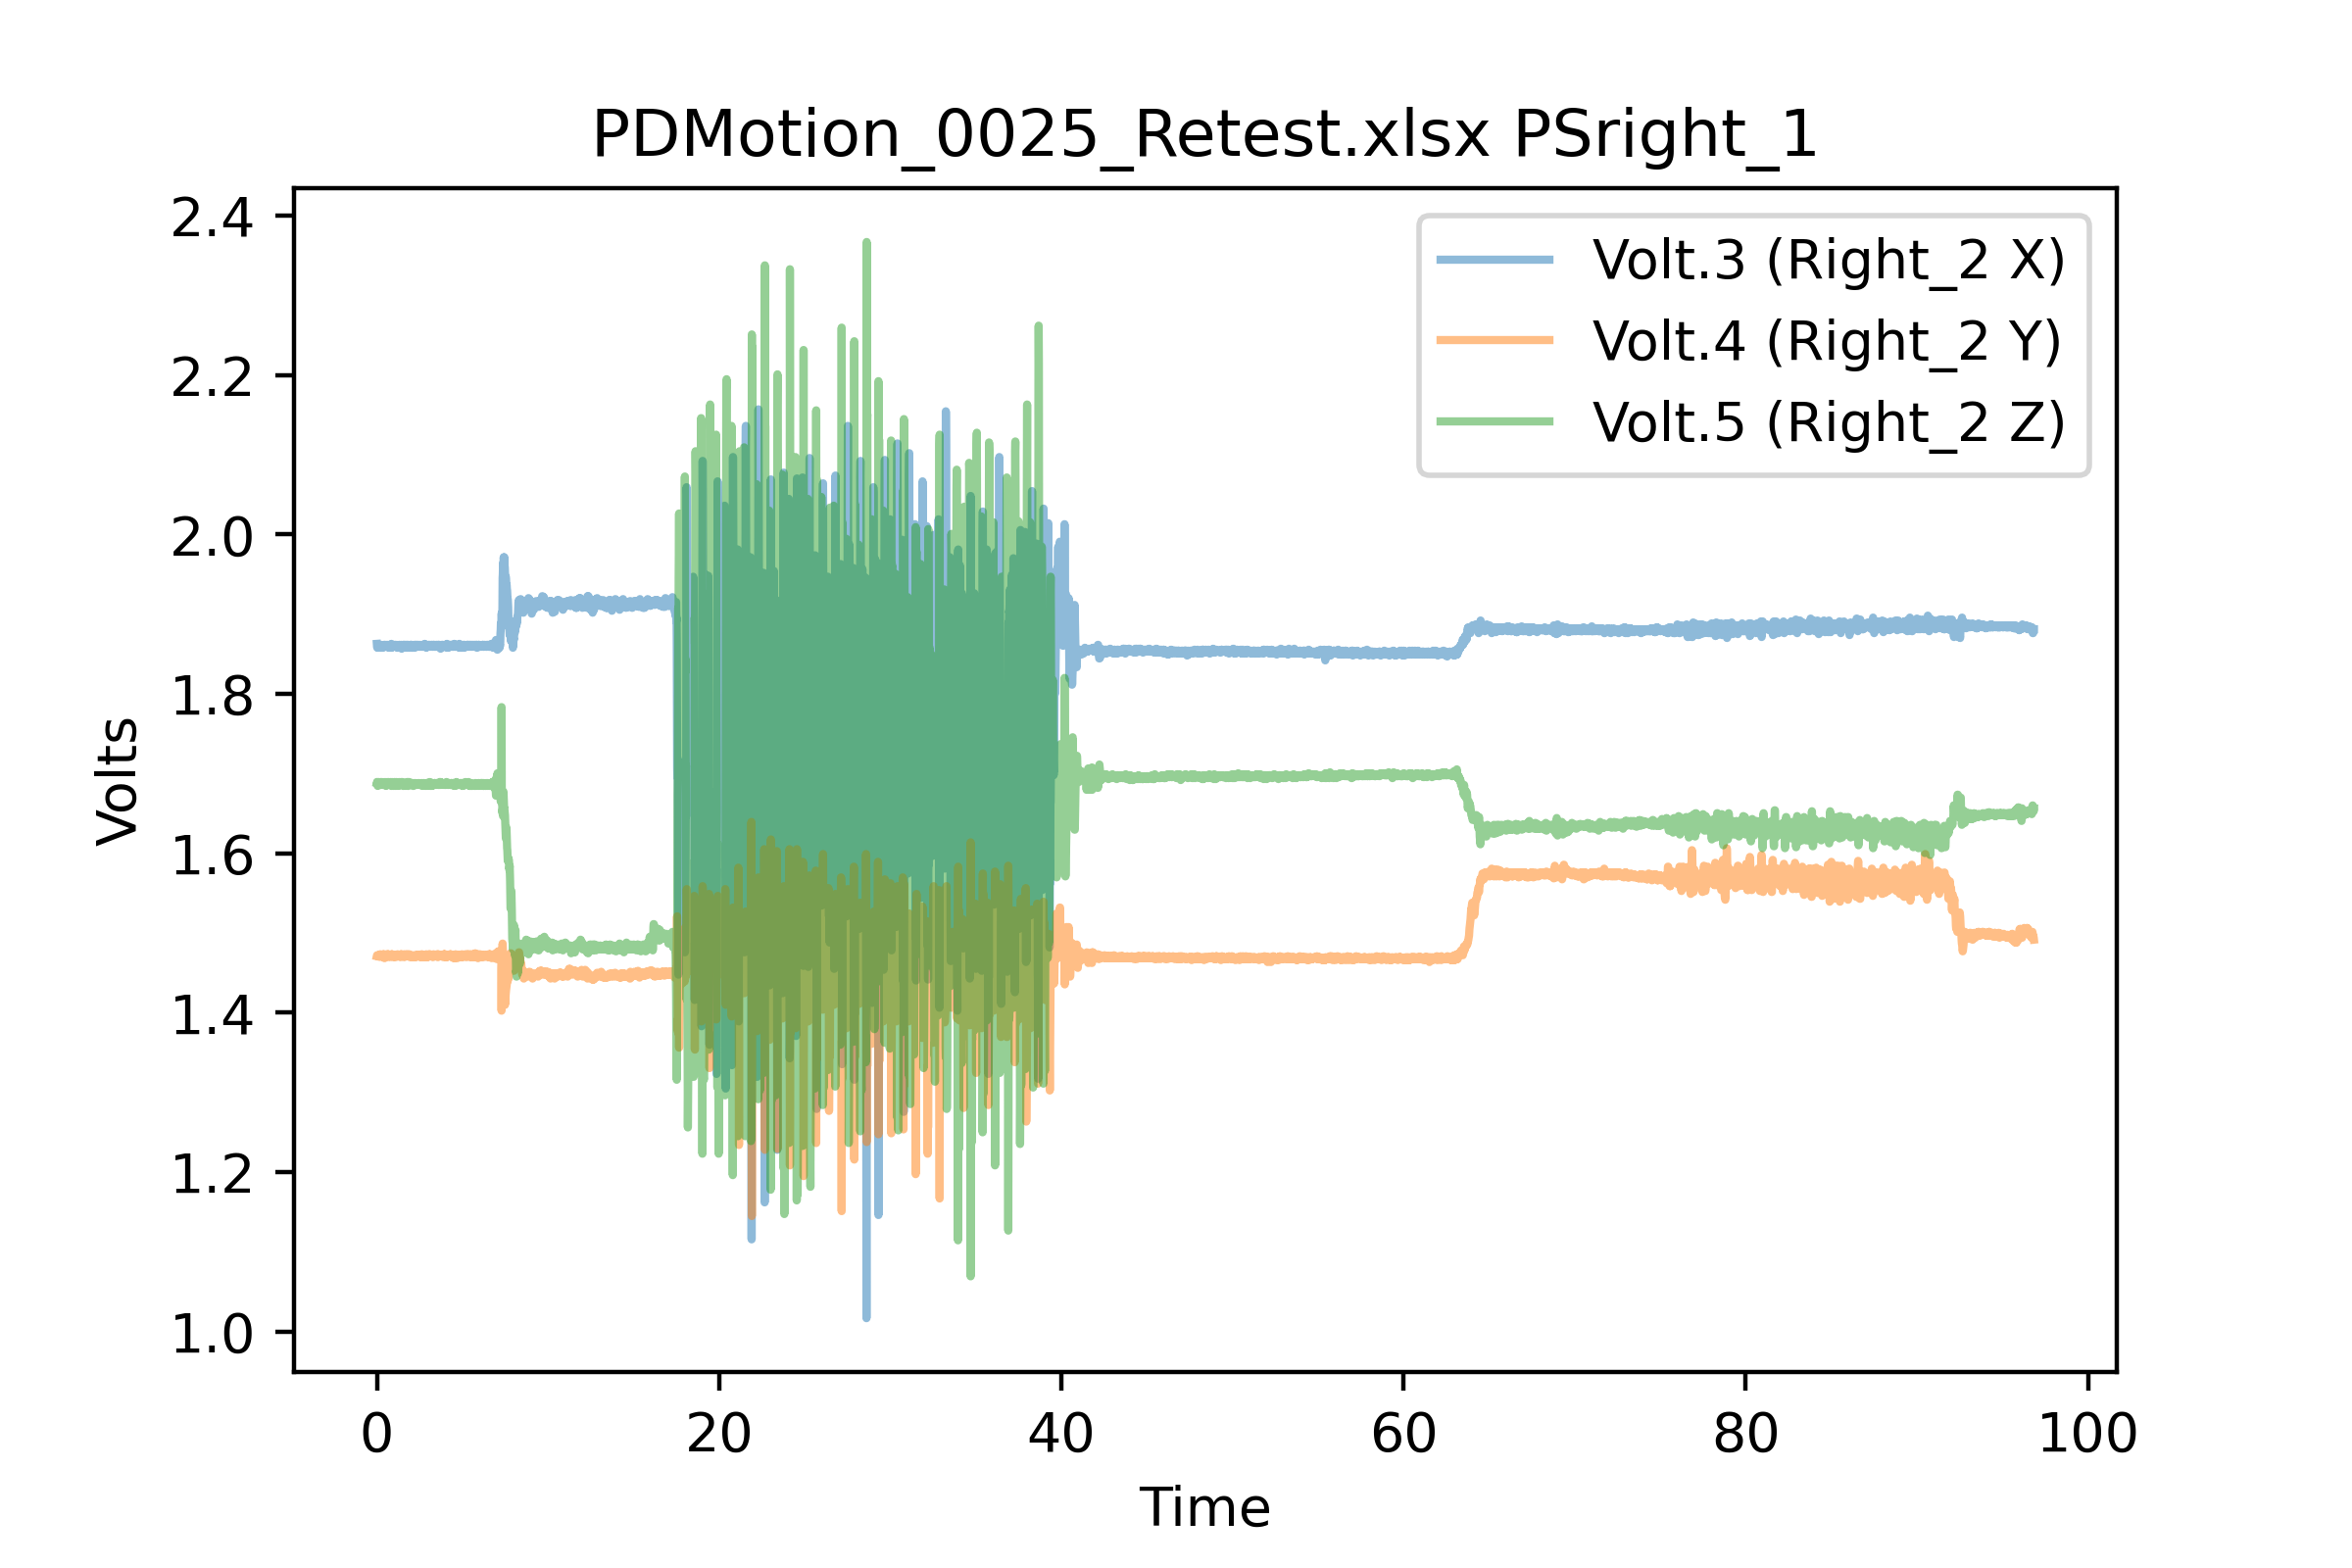 PDMotion_0025_Retest.xlsx PSright_1
2.4
2.2
2.0
1.8
1.6
1.4
1.2
1.0
Volts
Volt.3 (Right_2 X)
Volt.4 (Right_2 Y)
Volt.5 (Right_2 Z)
0 20 40 60 80 100
Time